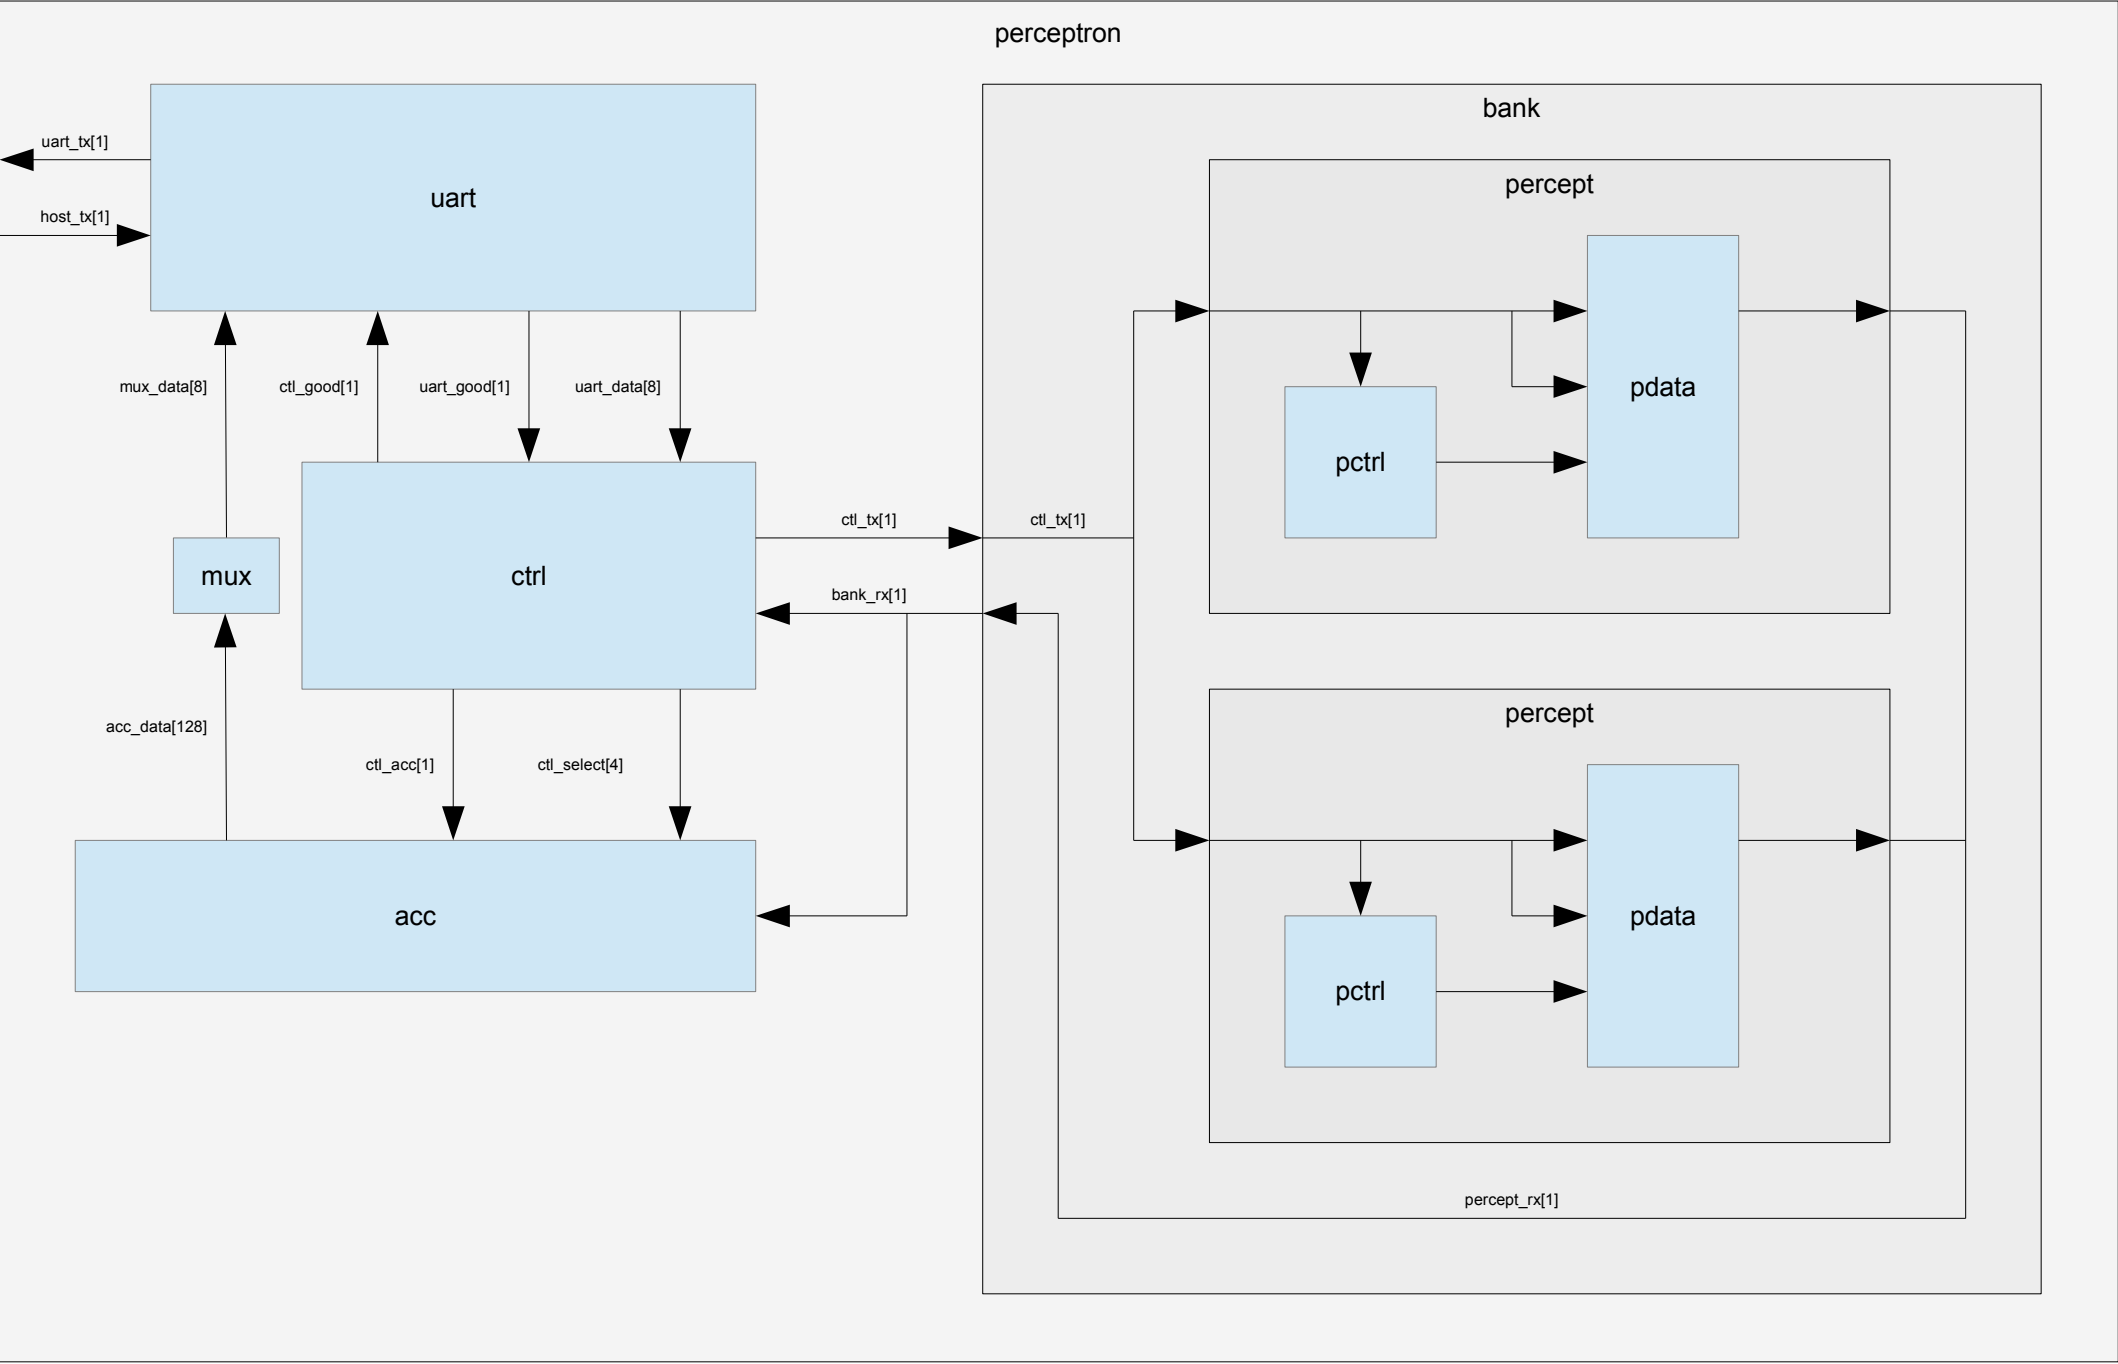 perceptron
bank
uart_tx[1]
percept
uart
host_tx[1]
mux_data[8]
ctl_good[1]
uart_good[1]
uart_data[8]
pdata
pctrl
ctl_tx[1]
ctl_tx[1]
mux
ctrl
bank_rx[1]
percept
acc_data[128]
ctl_acc[1]
ctl_select[4]
acc
pdata
pctrl
percept_rx[1]